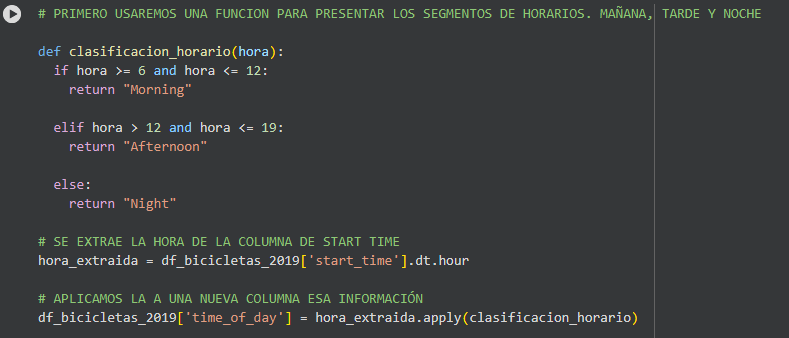 # PRIMERO USAREMOS UNA FUNCION PARA PRESENTAR LOS SEGMENTOS DE HORARIOS. MAÑANA, TARDE Y NOCHE
def clasificacion_horario(hora):
  if hora >= 6 and hora <= 12:
    return "Morning"
  elif hora > 12 and hora <= 19:
    return "Afternoon"
  else:
    return "Night"
# SE EXTRAE LA HORA DE LA COLUMNA DE START TIME
hora_extraida = df_bicicletas_2019['start_time'].dt.hour
# APLICAMOS LA A UNA NUEVA COLUMNA ESA INFORMACIÓN
df_bicicletas_2019['time_of_day'] = hora_extraida.apply(clasificacion_horario)